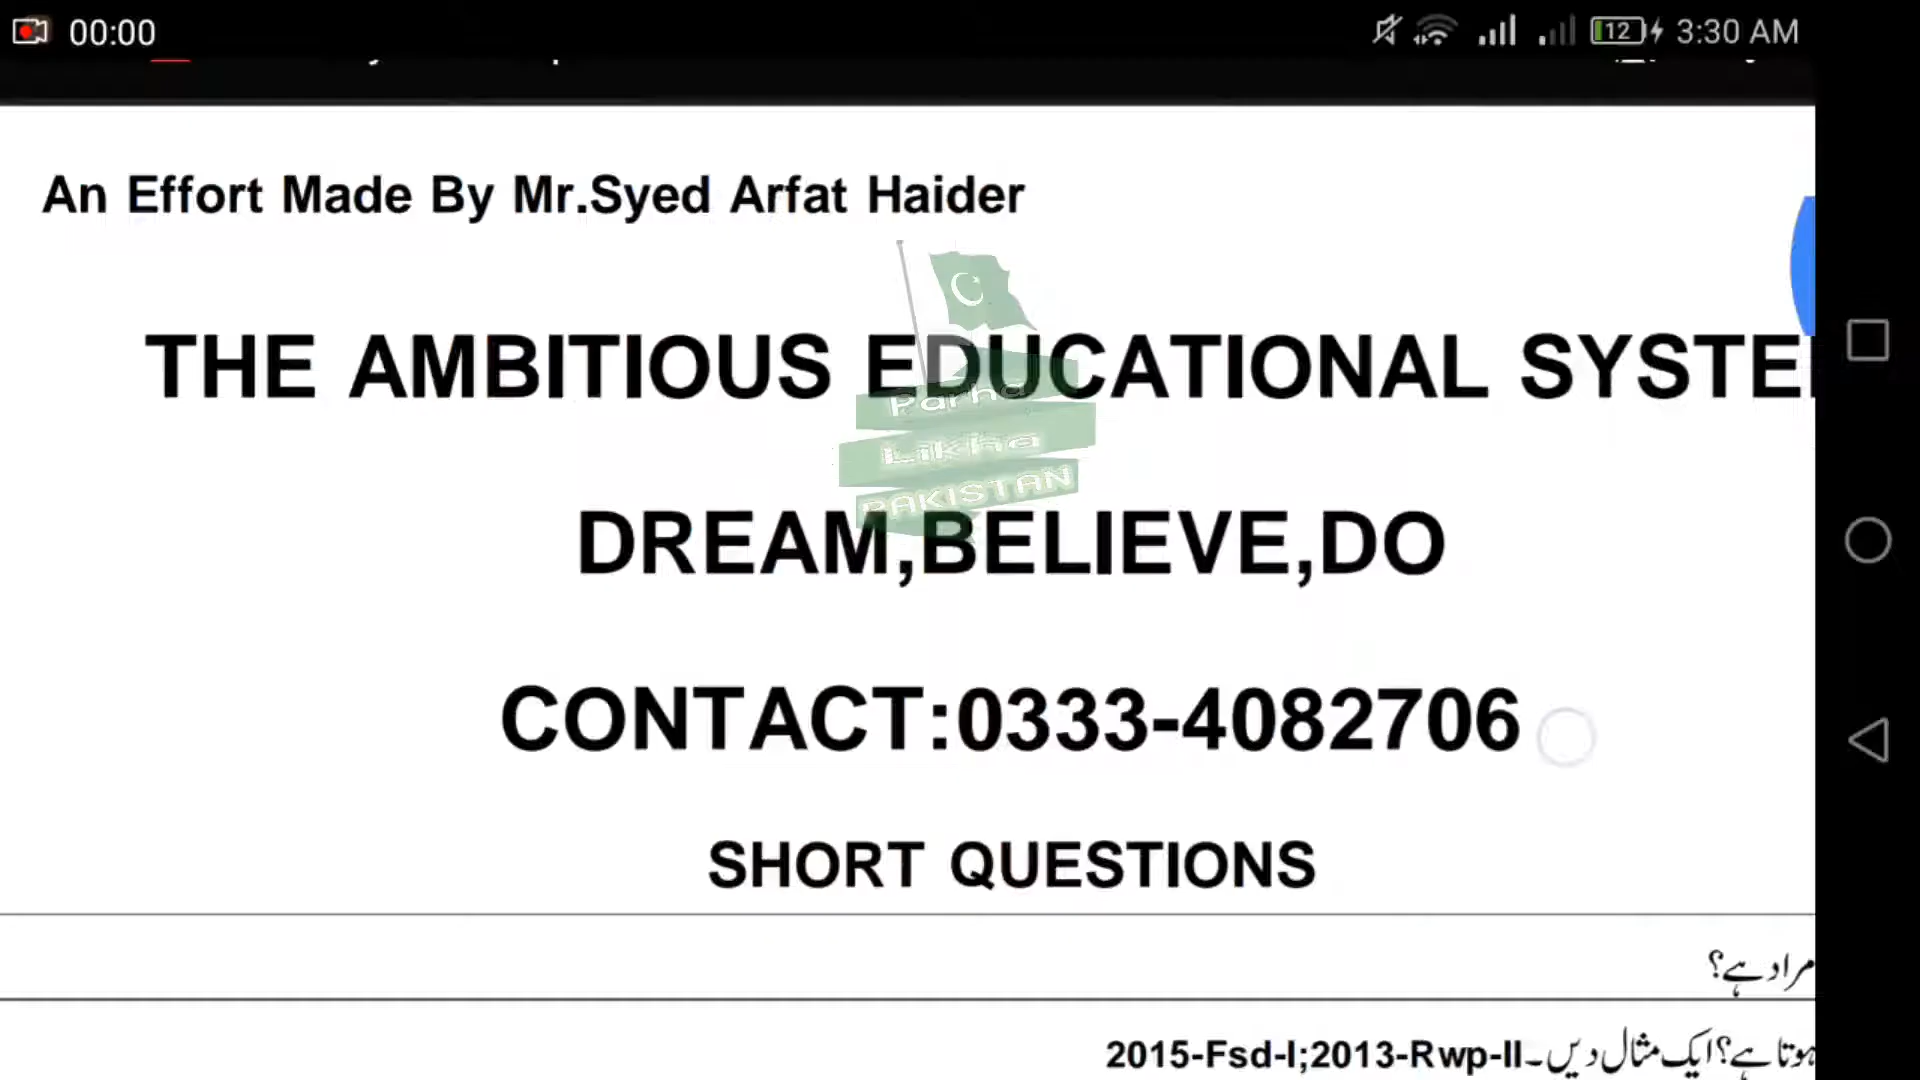 00:00
12 3:30 AM
An Effort Made By Mr.Syed Arfat Haider
THE AMBITIOUS EDUCATIONAL
Parha
Likha
PAKISTAN
DREAM,BELIEVE,DO
CONTACT:0333-4082706
SHORT QUESTIONS
مراد ہے؟
ہوتا ہے؟ ایک مثال دیں۔ 2015-Fsd-I;2013-Rwp-II